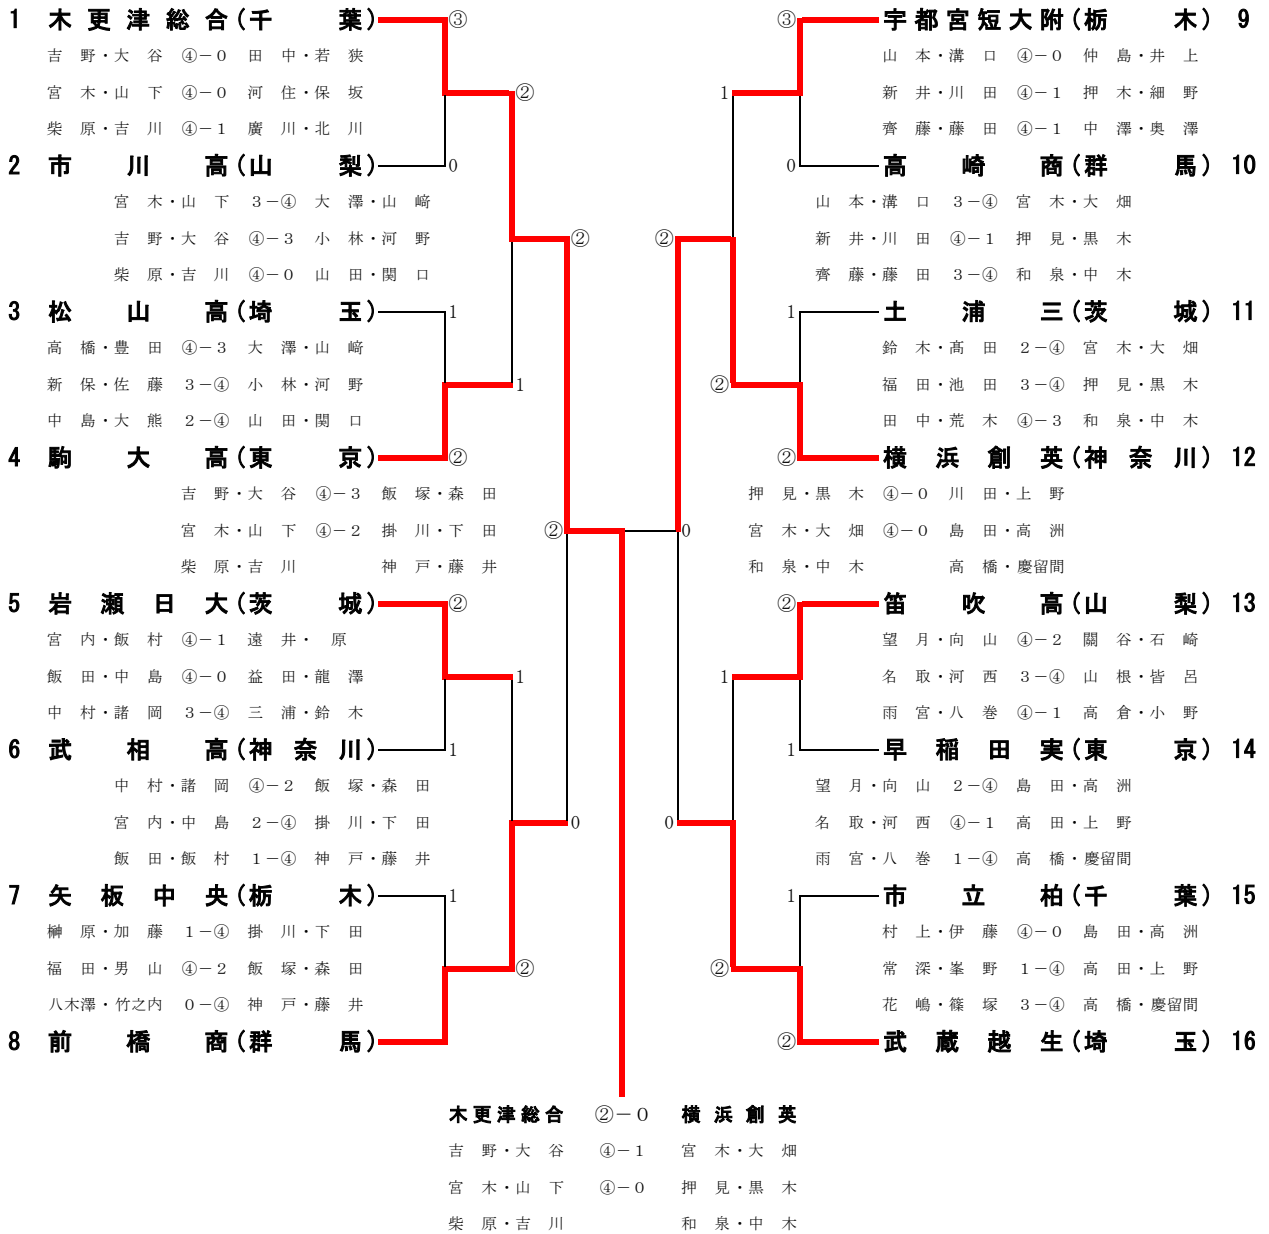 1 木更津総合(千葉) ③
吉野・大谷 ④−0 田中・若狭
宮木・山下 ④−0 河住・保坂
②
柴原・吉川 ④−1 廣川・北川
2 市川高(山梨) 0
宮木・山下 3−④ 大澤・山﨑
吉野・大谷 ④−3 小林・河野
②
柴原・吉川 ④−0 山田・関口
3 松山高(埼玉) 1
高橋・豊田 ④−3 大澤・山﨑
新保・佐藤 3−④ 小林・河野
1
中島・大熊 2−④ 山田・関口
4 駒大高(東京) ②
吉野・大谷 ④−3 飯塚・森田
宮木・山下 ④−2 掛川・下田
②
柴原・吉川 神戸・藤井
5 岩瀬日大(茨城) ②
宮内・飯村 ④−1 遠井・原
飯田・中島 ④−0 益田・龍澤
1
中村・諸岡 3−④ 三浦・鈴木
6 武相高(神奈川) 1
中村・諸岡 ④−2 飯塚・森田
宮内・中島 2−④ 掛川・下田
0
飯田・飯村 1−④ 神戸・藤井
7 矢板中央(栃木) 1
榊原・加藤 1−④ 掛川・下田
福田・男山 ④−2 飯塚・森田
②
八木澤・竹之内 0−④ 神戸・藤井
8 前橋商(群馬)
③ 宇都宮短大附(栃木) 9
山本・溝口 ④−0 仲島・井上
新井・川田 ④−1 押木・細野
1
齊藤・藤田 ④−1 中澤・奥澤
0 高崎商(群馬) 10
山本・溝口 3−④ 宮木・大畑
新井・川田 ④−1 押見・黒木
②
齊藤・藤田 3−④ 和泉・中木
1 土浦三(茨城) 11
鈴木・髙田 2−④ 宮木・大畑
福田・池田 3−④ 押見・黒木
②
田中・荒木 ④−3 和泉・中木
② 横浜創英(神奈川) 12
押見・黒木 ④−0 川田・上野
宮木・大畑 ④−0 島田・高洲
0
和泉・中木 高橋・慶留間
② 笛吹高(山梨) 13
望月・向山 ④−2 關谷・石崎
名取・河西 3−④ 山根・皆呂
1
雨宮・八巻 ④−1 高倉・小野
1 早稲田実(東京) 14
望月・向山 2−④ 島田・高洲
名取・河西 ④−1 高田・上野
0
雨宮・八巻 1−④ 高橋・慶留間
1 市立柏(千葉) 15
村上・伊藤 ④−0 島田・高洲
常深・峯野 1−④ 高田・上野
②
花嶋・篠塚 3−④ 高橋・慶留間
② 武蔵越生(埼玉) 16
木更津総合 ②−0 横浜創英
吉野・大谷 ④−1 宮木・大畑
宮木・山下 ④−0 押見・黒木
柴原・吉川 和泉・中木